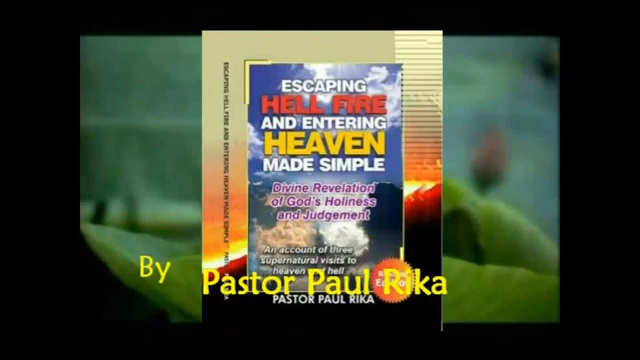 ESCAPING
HELL FIRE
AND ENTERING
HEAVEN
MADE SIMPLE
Divine Revelation
of God's Holiness
and Judgement
An account of three
supernatural visits to
heaven hell
PASTOR PAUL RIKA
By Pastor Paul Rika
ESCAPING HELL FIRE AND ENTERING HEAVEN MADE SIMPLE